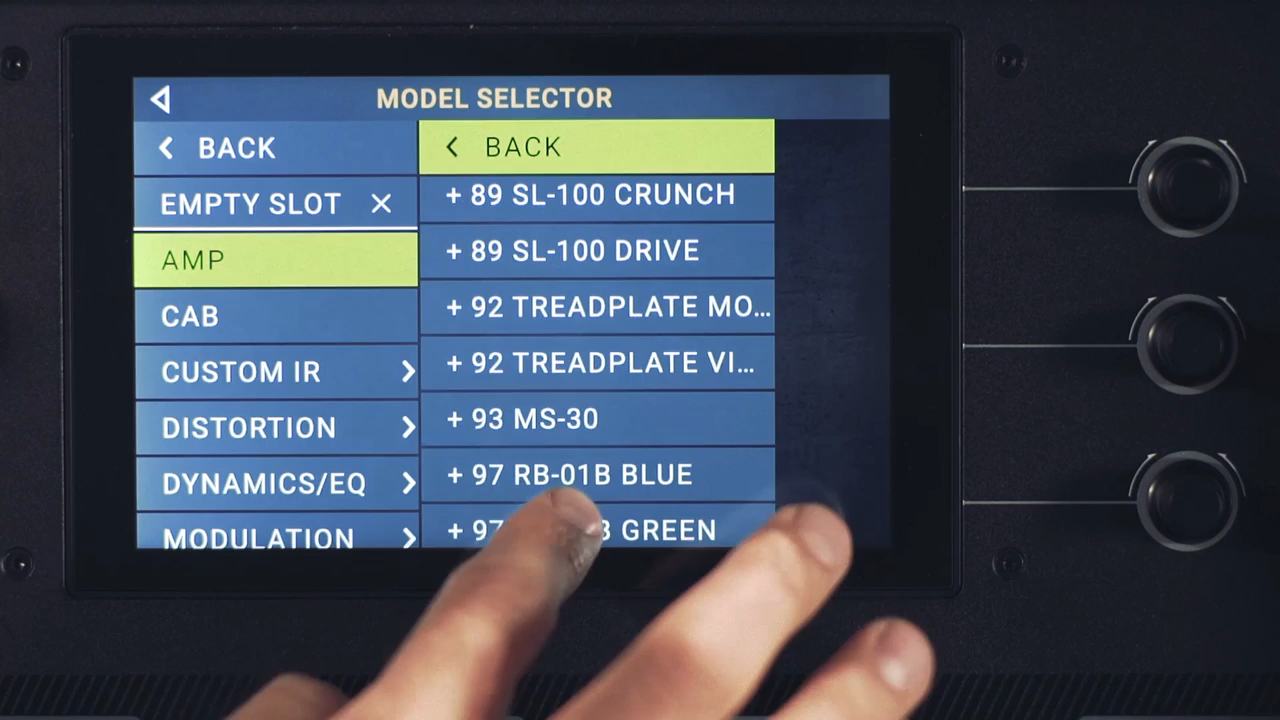 MODEL SELECTOR
BACK
EMPTY SLOT
AMP
CAB
CUSTOM IR
DISTORTION
DYNAMICS/EQ
MODULATION
BACK
+ 89 SL-100 CRUNCH
+ 89 SL-100 DRIVE
+ 92 TREADPLATE MO...
+ 92 TREADPLATE VI...
+ 93 MS-30
+ 97 RB-01B BLUE
+ 97 GREEN